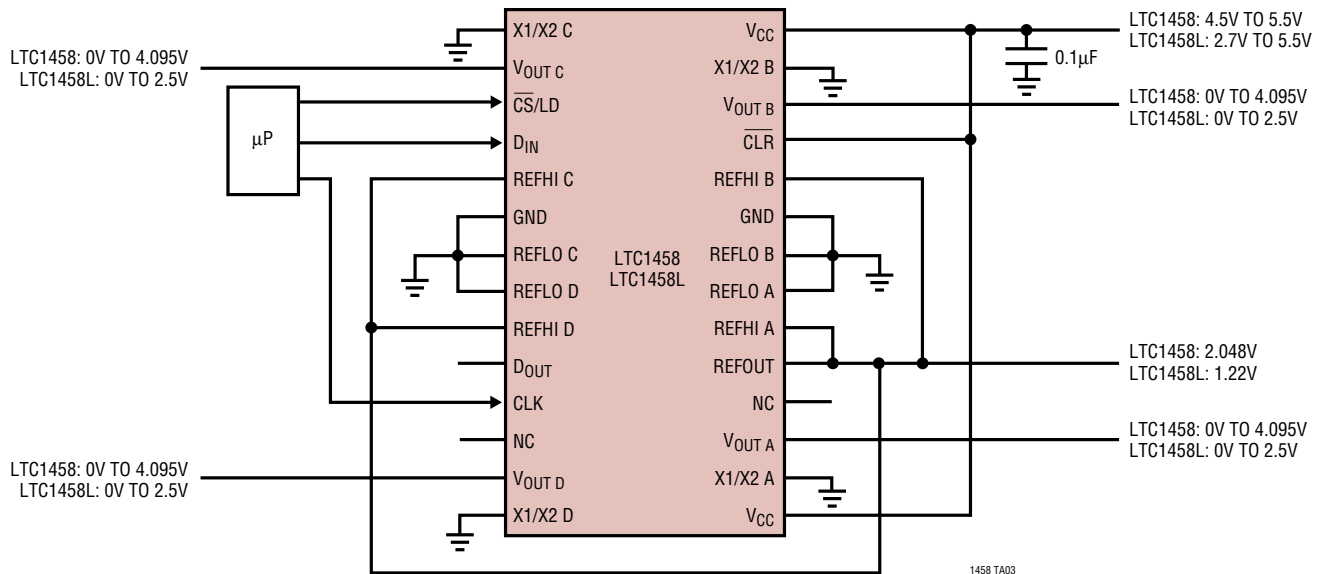 LTC1458: 0V TO 4.095V
LTC1458L: 0V TO 2.5V
µP
LTC1458: 0V TO 4.095V
LTC1458L: 0V TO 2.5V
X1/X2 C
VOUT C
CS/LD
DIN
REFHI C
GND
REFLO C
REFLO D
REFHI D
DOUT
CLK
NC
VOUT D
X1/X2 D
LTC1458
LTC1458L
VCC
X1/X2 B
VOUT B
CLR
REFHI B
GND
REFLO B
REFLO A
REFHI A
REFOUT
NC
VOUT A
X1/X2 A
VCC
LTC1458: 4.5V TO 5.5V
LTC1458L: 2.7V TO 5.5V
0.1µF
LTC1458: 0V TO 4.095V
LTC1458L: 0V TO 2.5V
LTC1458: 2.048V
LTC1458L: 1.22V
LTC1458: 0V TO 4.095V
LTC1458L: 0V TO 2.5V
1458 TA03